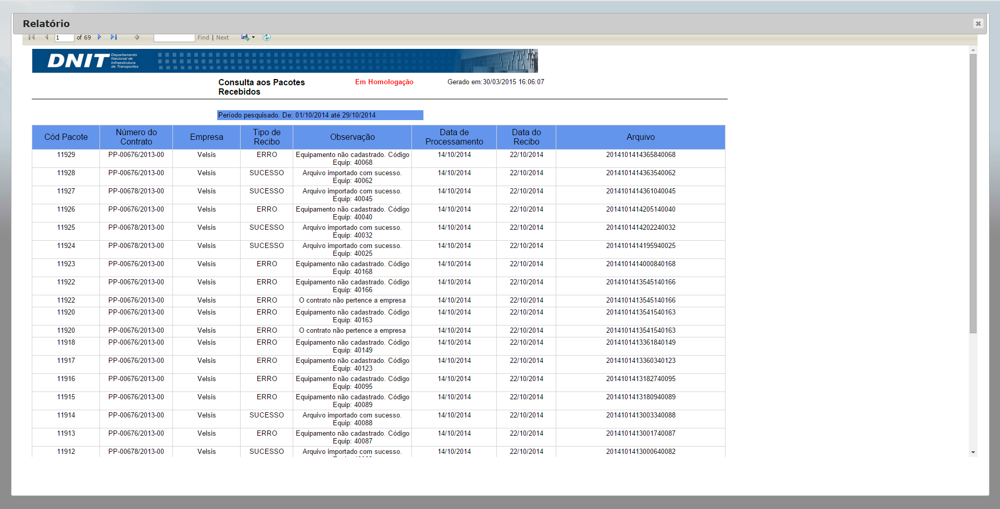 Relatório
1 of 69 Find | Next
DNIT Departamento
Nacional de
Infraestrutura
de Transportes
Consulta aos Pacotes
Recebidos
Em Homologação
Gerado em:30/03/2015 16:06:07
Período pesquisado. De: 01/10/2014 até 29/10/2014
Cód Pacote Número do Contrato Empresa Tipo de Recibo Observação Data de Processamento Data do Recibo Arquivo
11929 PP-00676/2013-00 Velsis ERRO Equipamento não cadastrado. Código 14/10/2014 22/10/2014 2014101414365840068
Equip: 40068
11928 PP-00676/2013-00 Velsis SUCESSO Arquivo importado com sucesso. 14/10/2014 22/10/2014 2014101414363540062
Equip: 40062
11927 PP-00678/2013-00 Velsis SUCESSO Arquivo importado com sucesso. 14/10/2014 22/10/2014 2014101414361040045
Equip: 40045
11926 PP-00676/2013-00 Velsis ERRO Equipamento não cadastrado. Código 14/10/2014 22/10/2014 2014101414205140040
Equip: 40040
11925 PP-00678/2013-00 Velsis SUCESSO Arquivo importado com sucesso. 14/10/2014 22/10/2014 2014101414202240032
Equip: 40032
11924 PP-00678/2013-00 Velsis SUCESSO Arquivo importado com sucesso. 14/10/2014 22/10/2014 2014101414195940025
Equip: 40025
11923 PP-00676/2013-00 Velsis ERRO Equipamento não cadastrado. Código 14/10/2014 22/10/2014 2014101414000840168
Equip: 40168
11922 PP-00676/2013-00 Velsis ERRO Equipamento não cadastrado. Código 14/10/2014 22/10/2014 2014101413545140166
Equip: 40166
11922 PP-00676/2013-00 Velsis ERRO O contrato não pertence a empresa 14/10/2014 22/10/2014 2014101413545140166
11920 PP-00676/2013-00 Velsis ERRO Equipamento não cadastrado. Código 14/10/2014 22/10/2014 2014101413541540163
Equip: 40163
11920 PP-00676/2013-00 Velsis ERRO O contrato não pertence a empresa 14/10/2014 22/10/2014 2014101413541540163
11918 PP-00676/2013-00 Velsis ERRO Equipamento não cadastrado. Código 14/10/2014 22/10/2014 2014101413361840149
Equip: 40149
11917 PP-00676/2013-00 Velsis ERRO Equipamento não cadastrado. Código 14/10/2014 22/10/2014 2014101413360340123
Equip: 40123
11916 PP-00676/2013-00 Velsis ERRO Equipamento não cadastrado. Código 14/10/2014 22/10/2014 2014101413182740095
Equip: 40095
11915 PP-00676/2013-00 Velsis ERRO Equipamento não cadastrado. Código 14/10/2014 22/10/2014 2014101413180940089
Equip: 40089
11914 PP-00676/2013-00 Velsis SUCESSO Arquivo importado com sucesso. 14/10/2014 22/10/2014 2014101413003340088
Equip: 40088
11913 PP-00676/2013-00 Velsis ERRO Equipamento não cadastrado. Código 14/10/2014 22/10/2014 2014101413001740087
Equip: 40087
11912 PP-00678/2013-00 Velsis SUCESSO Arquivo importado com sucesso. 14/10/2014 22/10/2014 2014101413000640082